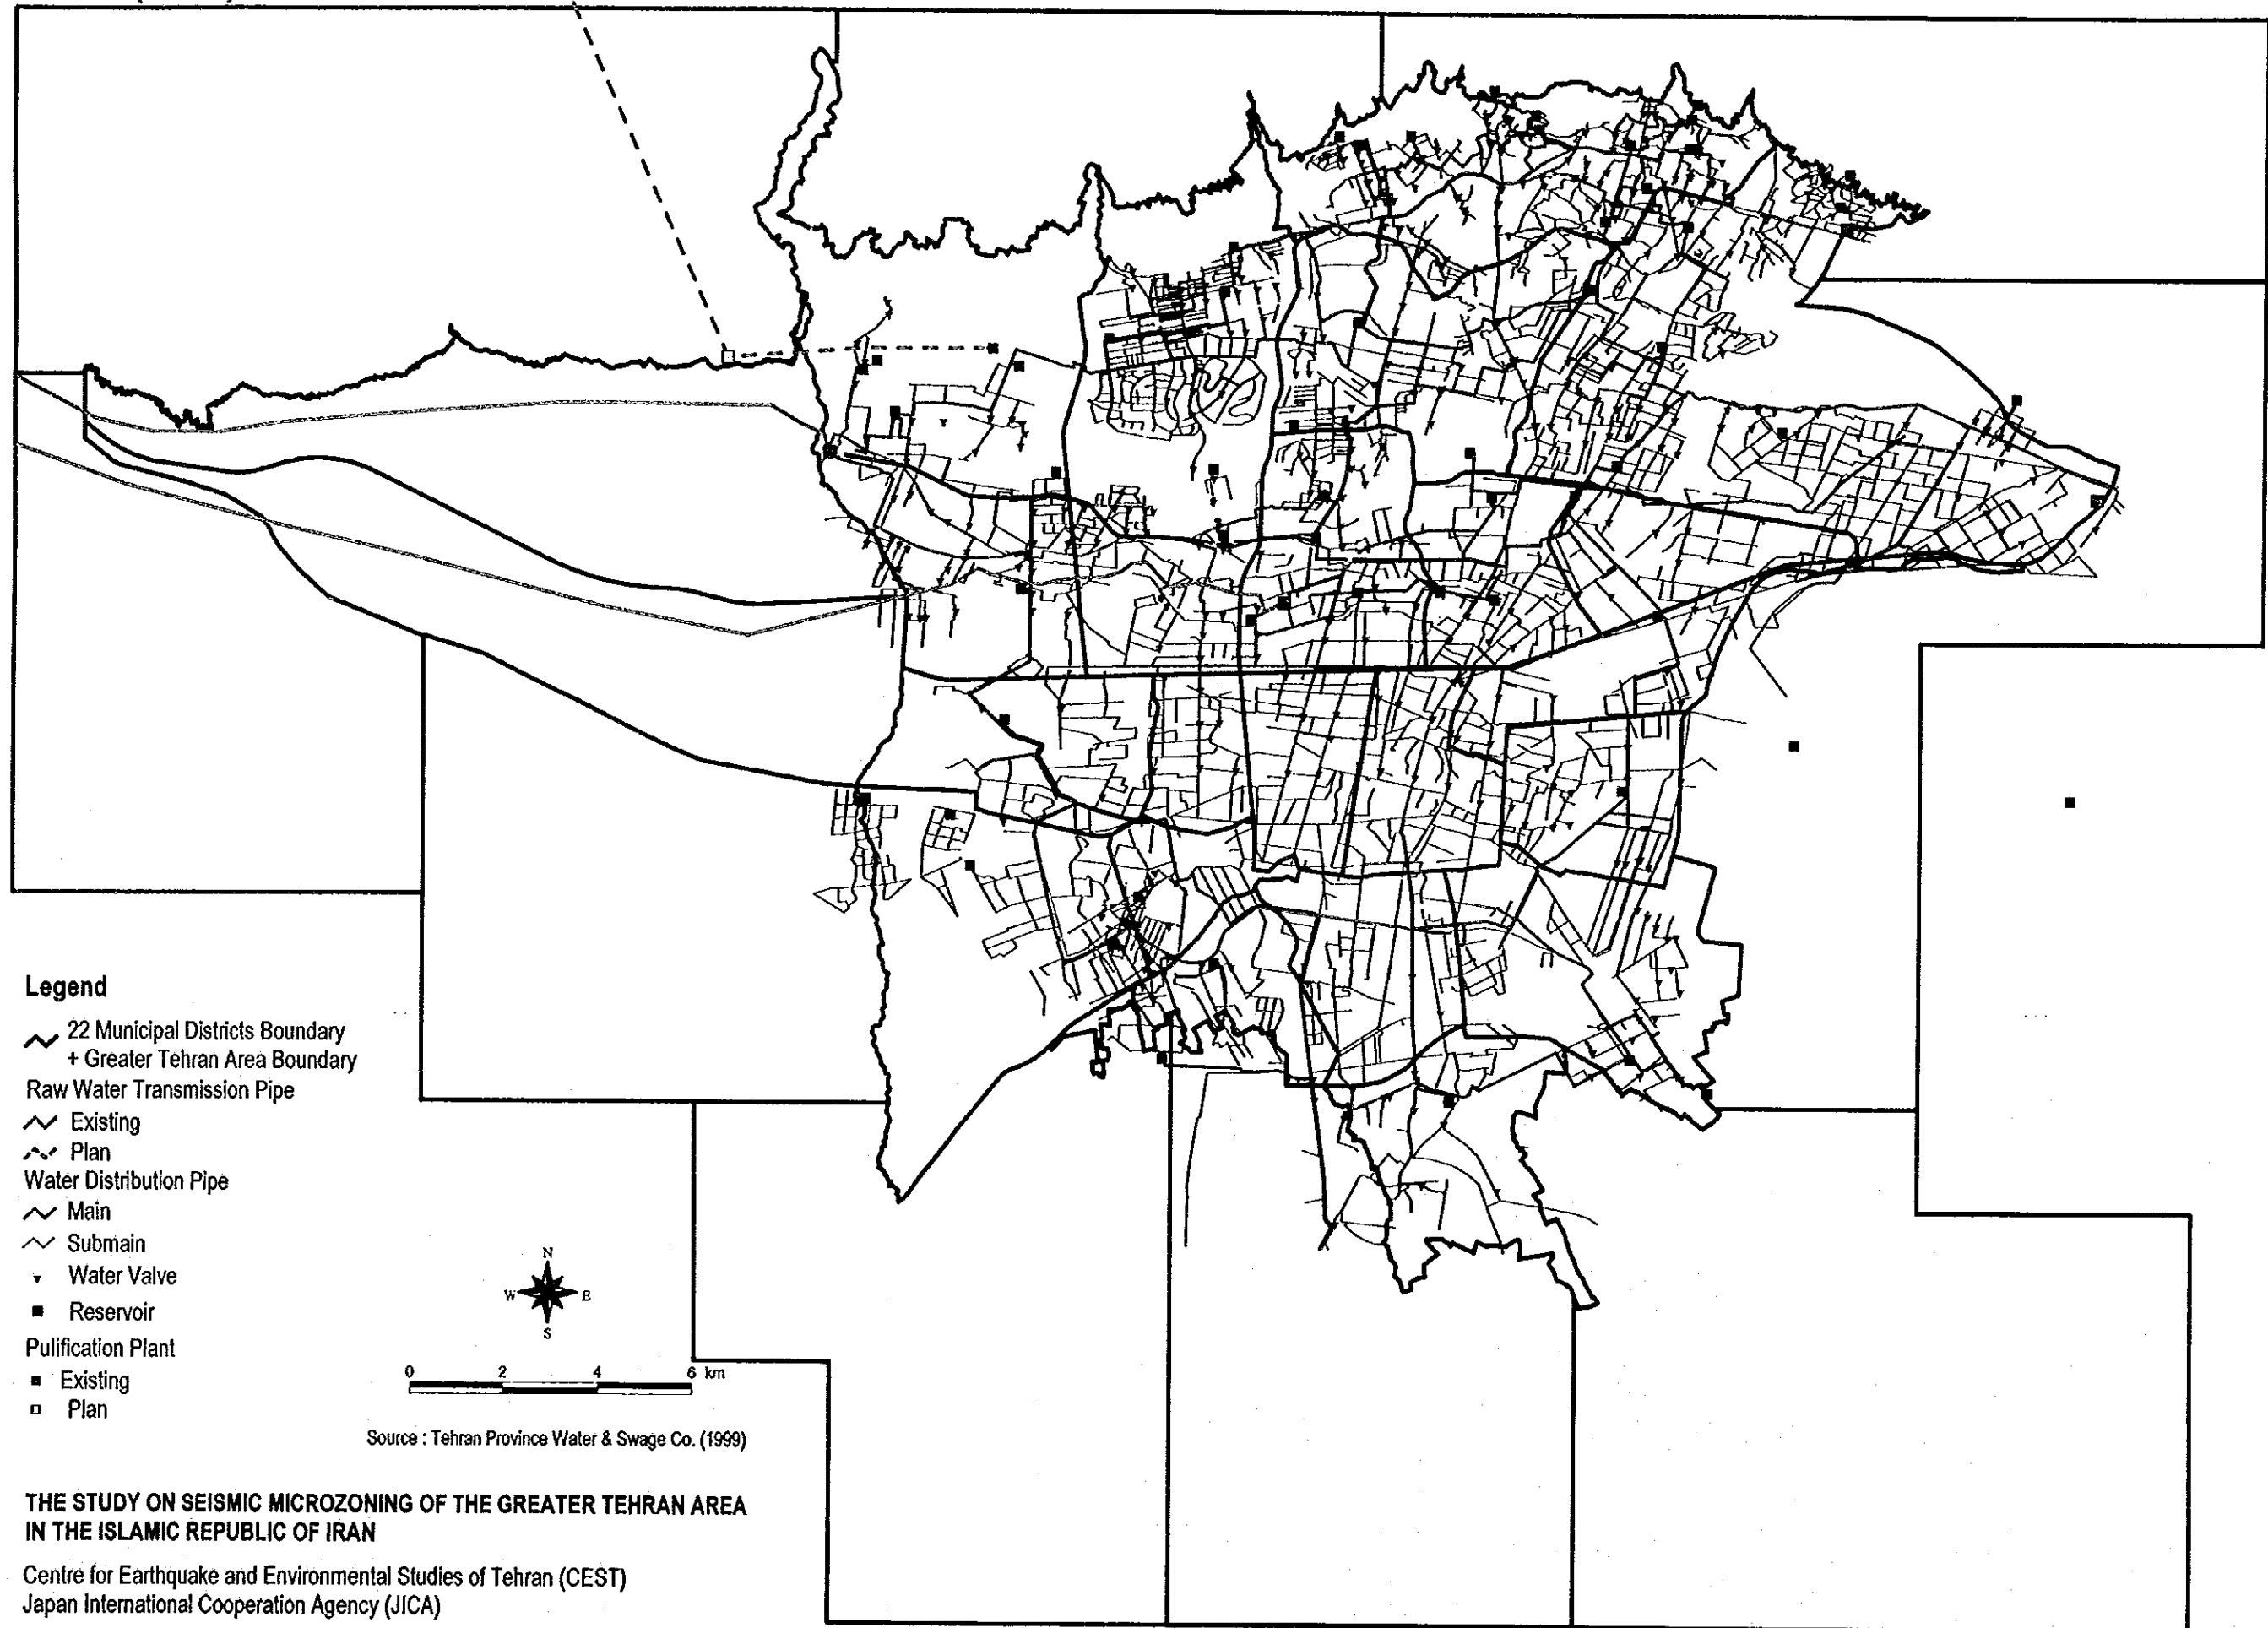 Legend
22 Municipal Districts Boundary
+ Greater Tehran Area Boundary
Raw Water Transmission Pipe
Existing
Plan
Water Distribution Pipe
Main
Submain
Water Valve
Reservoir
Pulification Plant
Existing
Plan
N
W E
S
0 2 4 6 km
Source : Tehran Province Water & Swage Co. (1999)
THE STUDY ON SEISMIC MICROZONING OF THE GREATER TEHRAN AREA
IN THE ISLAMIC REPUBLIC OF IRAN
Centre for Earthquake and Environmental Studies of Tehran (CEST)
Japan International Cooperation Agency (JICA)